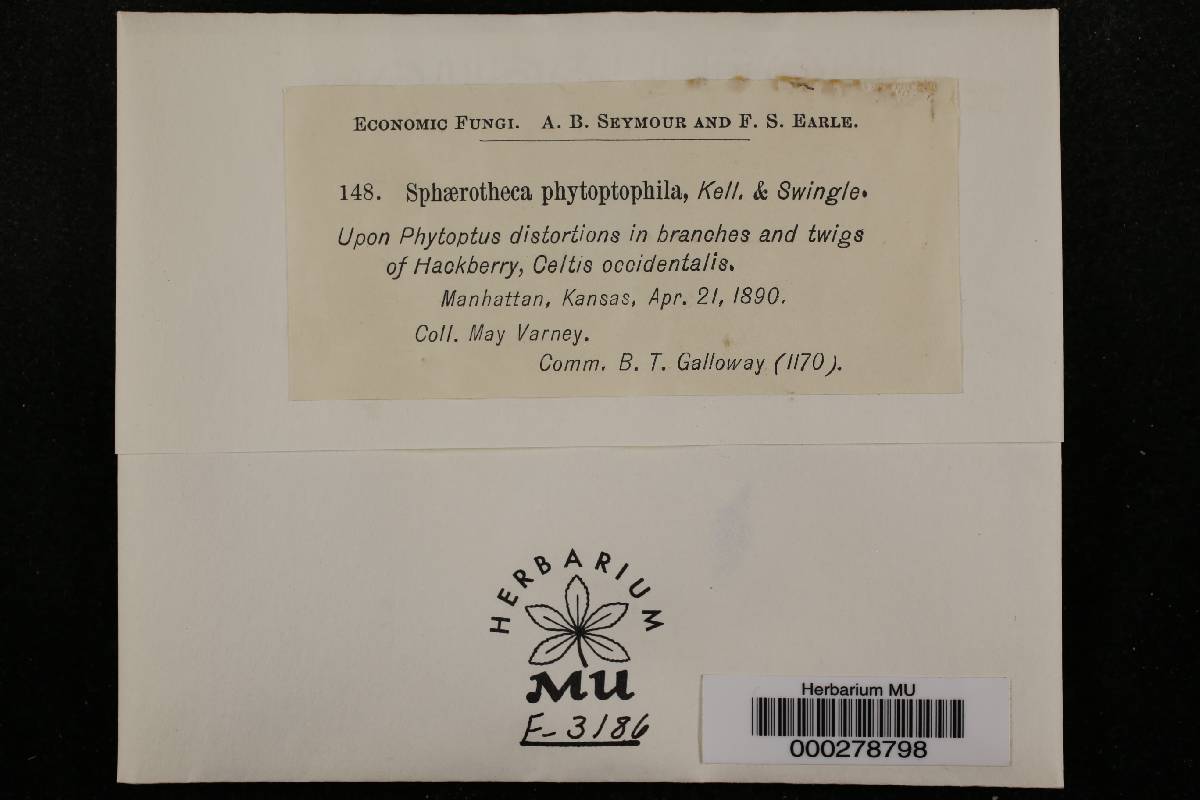 ECONOMIC FUNGI. A. B. SEYMOUR AND F. S. EARLE.
148. Sphærotheca phytoptophila, Kell. & Swingle.
Upon Phytoptus distortions in branches and twigs
of Hackberry, Celtis occidentalis.
Manhattan, Kansas, Apr. 21, 1890.
Coll. May Varney.
Comm. B. T. Galloway (1170).
HERBARIUM
MU
F-3186
Herbarium MU
000278798